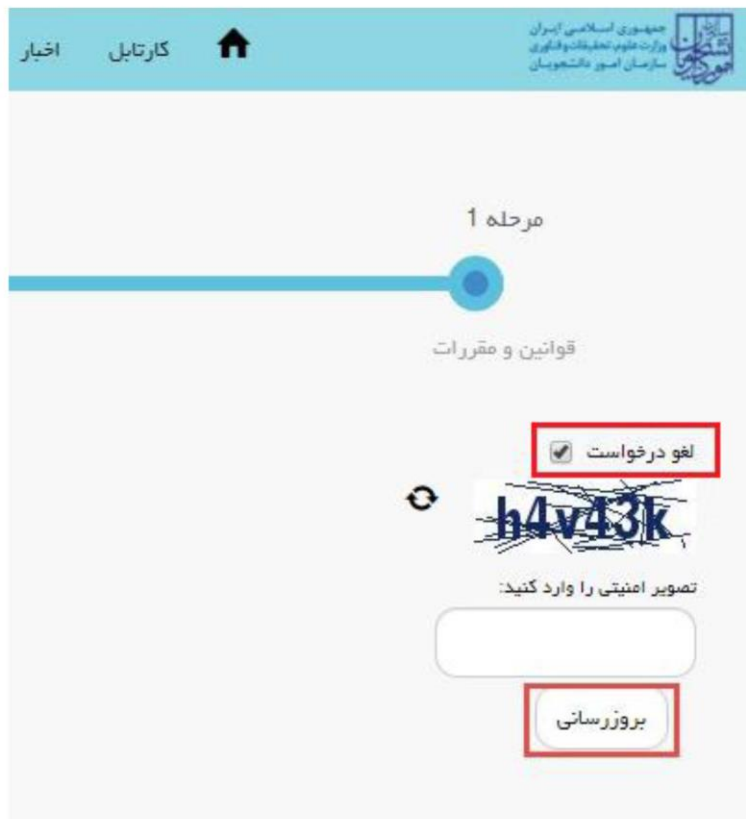 جمهوری اسلامی ایران
وزارت علوم، تحقیقات و فناوری
سازمان امور دانشجویان
کارتابل اخبار
مرحله 1
قوانین و مقررات
لغو درخواست
h4v43k
تصویر امنیتی را وارد کنید:
بروزرسانی